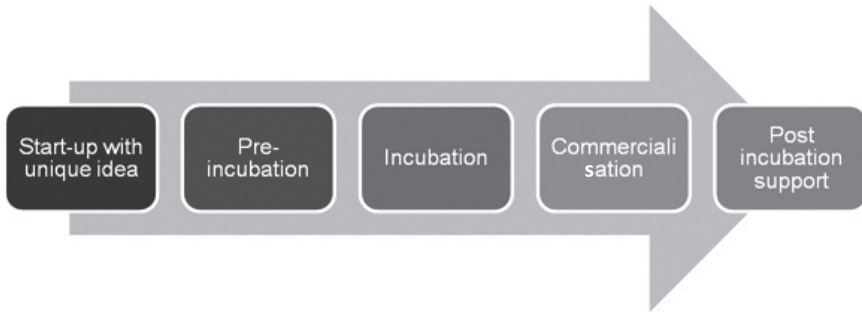 Start-up with
unique idea
Pre-
incubation
Incubation
Commerciali
sation
Post
incubation
support